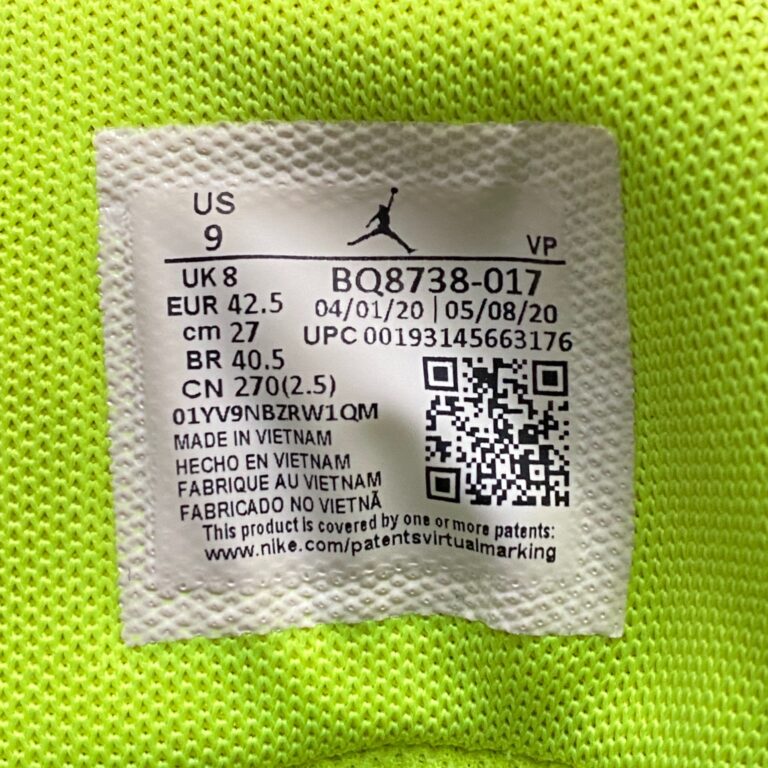 US
9
VP
UK 8
BQ8738-017
EUR 42.5
04/01/20 | 05/08/20
cm 27
UPC 00193145663176
BR 40.5
CN 270(2.5)
01YV9NBZRW1QM
MADE IN VIETNAM
HECHO EN VIETNAM
FABRIQUE AU VIETNAM
FABRICADO NO VIETNÃ
This product is covered by one or more patents:
www.nike.com/patentsvirtualmarking